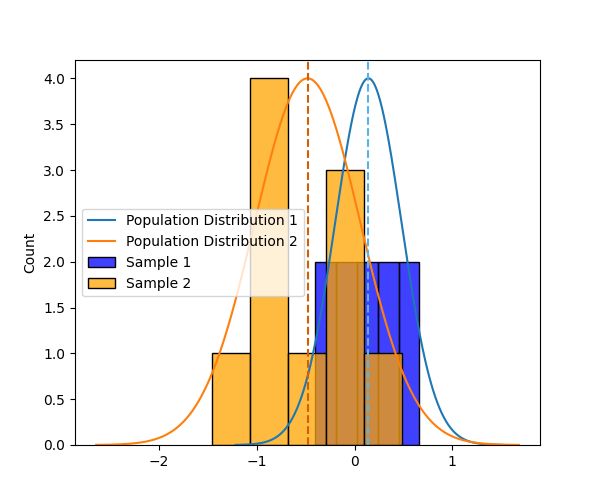 4.0
3.5
3.0
2.5
2.0
1.5
1.0
0.5
0.0
Count
Population Distribution 1
Population Distribution 2
Sample 1
Sample 2
−2
−1
0
1